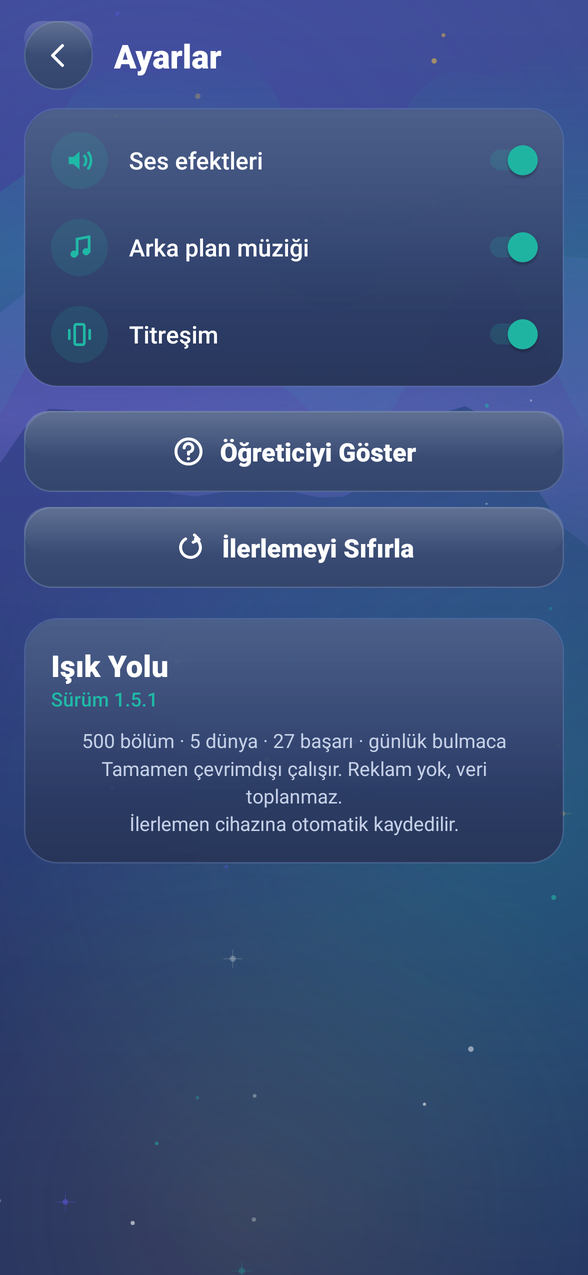 Ayarlar
Ses efektleri
Arka plan müziği
Titreşim
Öğreticiyi Göster
İlerlemeyi Sıfırla
Işık Yolu
Sürüm 1.5.1
500 bölüm · 5 dünya · 27 başarı · günlük bulmaca
Tamamen çevrimdışı çalışır. Reklam yok, veri
toplanmaz.
İlerlemen cihazına otomatik kaydedilir.